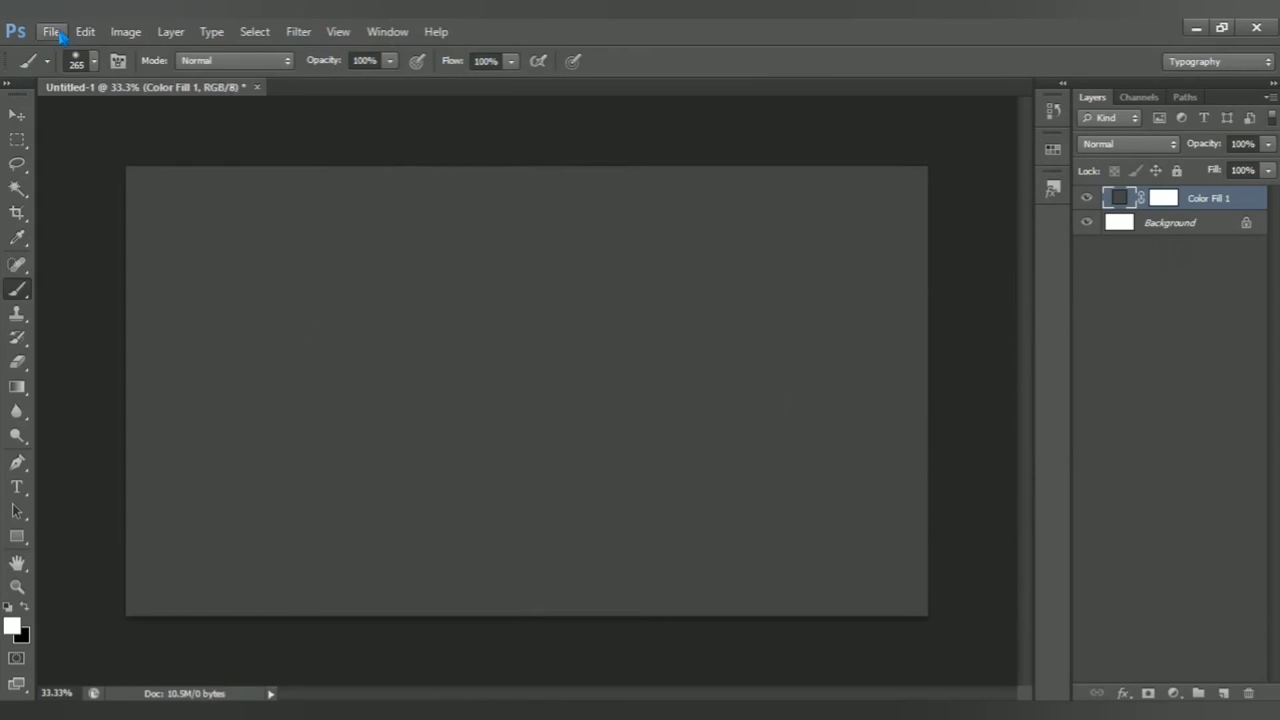 Ps File Edit Image Layer Type Select Filter View Window Help
265 Mode: Normal Opacity: 100% Flow: 100% Typography
Untitled-1 @ 33.3% (Color Fill 1, RGB/8) * ×
Layers Channels Paths
Kind T
Normal Opacity: 100%
Lock: Fill: 100%
Color Fill 1
Background
T
33.33% Doc: 10.5M/0 bytes
fx